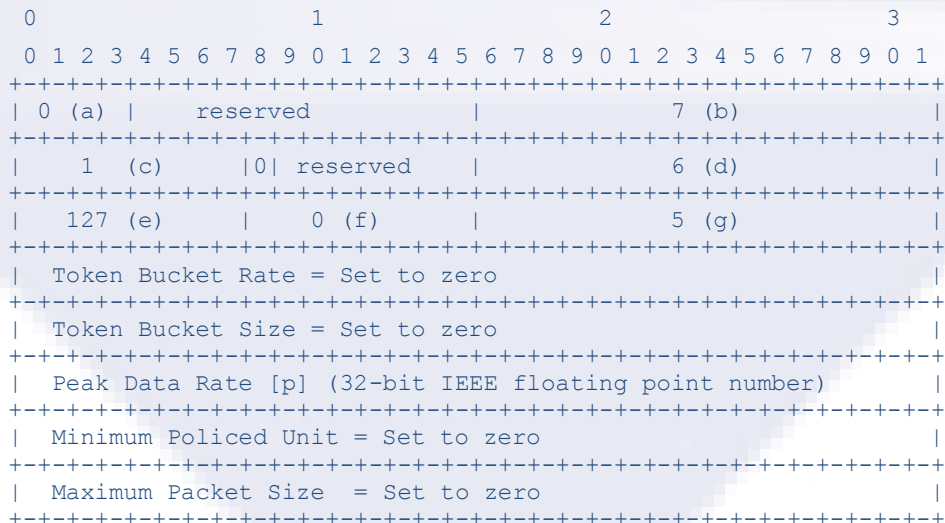 0                   1                   2                   3
0 1 2 3 4 5 6 7 8 9 0 1 2 3 4 5 6 7 8 9 0 1 2 3 4 5 6 7 8 9 0 1
+-+-+-+-+-+-+-+-+-+-+-+-+-+-+-+-+-+-+-+-+-+-+-+-+-+-+-+-+-+-+-+-+
| 0 (a) |    reserved           |             7 (b)             |
+-+-+-+-+-+-+-+-+-+-+-+-+-+-+-+-+-+-+-+-+-+-+-+-+-+-+-+-+-+-+-+-+
|    1  (c)     |0| reserved    |             6 (d)             |
+-+-+-+-+-+-+-+-+-+-+-+-+-+-+-+-+-+-+-+-+-+-+-+-+-+-+-+-+-+-+-+-+
|   127 (e)     |    0 (f)      |             5 (g)             |
+-+-+-+-+-+-+-+-+-+-+-+-+-+-+-+-+-+-+-+-+-+-+-+-+-+-+-+-+-+-+-+-+
|  Token Bucket Rate = Set to zero                              |
+-+-+-+-+-+-+-+-+-+-+-+-+-+-+-+-+-+-+-+-+-+-+-+-+-+-+-+-+-+-+-+-+
|  Token Bucket Size = Set to zero                              |
+-+-+-+-+-+-+-+-+-+-+-+-+-+-+-+-+-+-+-+-+-+-+-+-+-+-+-+-+-+-+-+-+
|  Peak Data Rate [p] (32-bit IEEE floating point number)       |
+-+-+-+-+-+-+-+-+-+-+-+-+-+-+-+-+-+-+-+-+-+-+-+-+-+-+-+-+-+-+-+-+
|  Minimum Policed Unit = Set to zero                           |
+-+-+-+-+-+-+-+-+-+-+-+-+-+-+-+-+-+-+-+-+-+-+-+-+-+-+-+-+-+-+-+-+
|  Maximum Packet Size  = Set to zero                           |
+-+-+-+-+-+-+-+-+-+-+-+-+-+-+-+-+-+-+-+-+-+-+-+-+-+-+-+-+-+-+-+-+